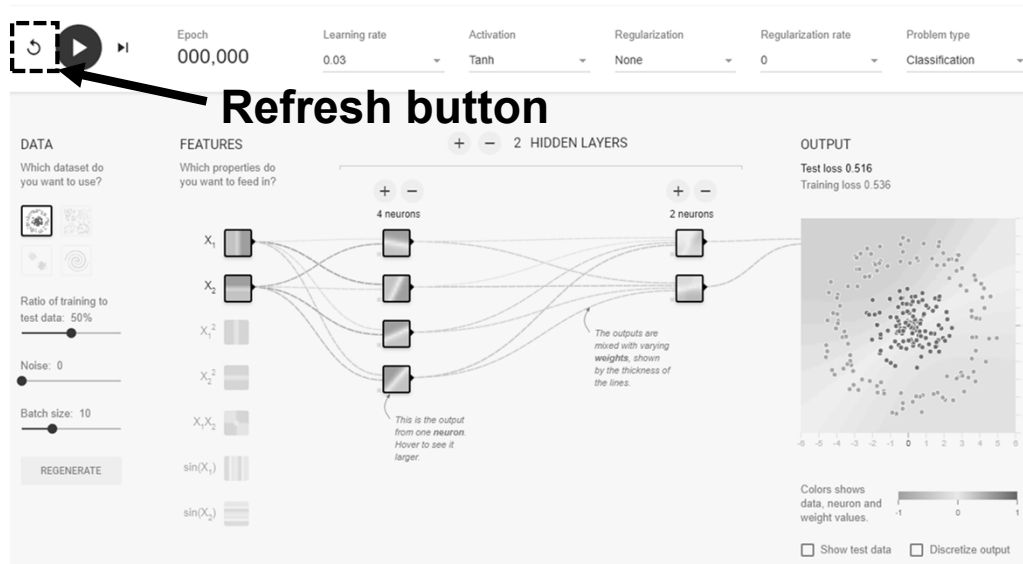 Epoch
000,000
Learning rate
0.03
Activation
Tanh
Regularization
None
Regularization rate
0
Problem type
Classification
Refresh button
DATA
Which dataset do
you want to use?
Ratio of training to
test data: 50%
Noise: 0
Batch size: 10
REGENERATE
FEATURES
Which properties do
you want to feed in?
X₁
X₂
X₁²
X₂²
X₁X₂
sin(X₁)
sin(X₂)
+ − 2 HIDDEN LAYERS
+ −
4 neurons
+ −
2 neurons
This is the output
from one neuron.
Hover to see it
larger.
The outputs are
mixed with varying
weights, shown
by the thickness of
the lines.
OUTPUT
Test loss 0.516
Training loss 0.536
-6 -5 -4 -3 -2 -1 0 1 2 3 4 5 6
Colors shows
data, neuron and
weight values.
-1 0 1
Show test data
Discretize output